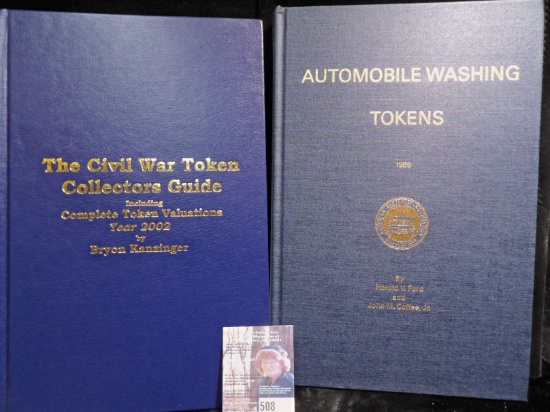 The Civil War Token
Collectors Guide
Including
Complete Token Valuations
Year 2002
by
Bryon Kanzinger
AUTOMOBILE WASHING
TOKENS
By
Harold V. Ford
and
John M. Coffee, Jr.
508